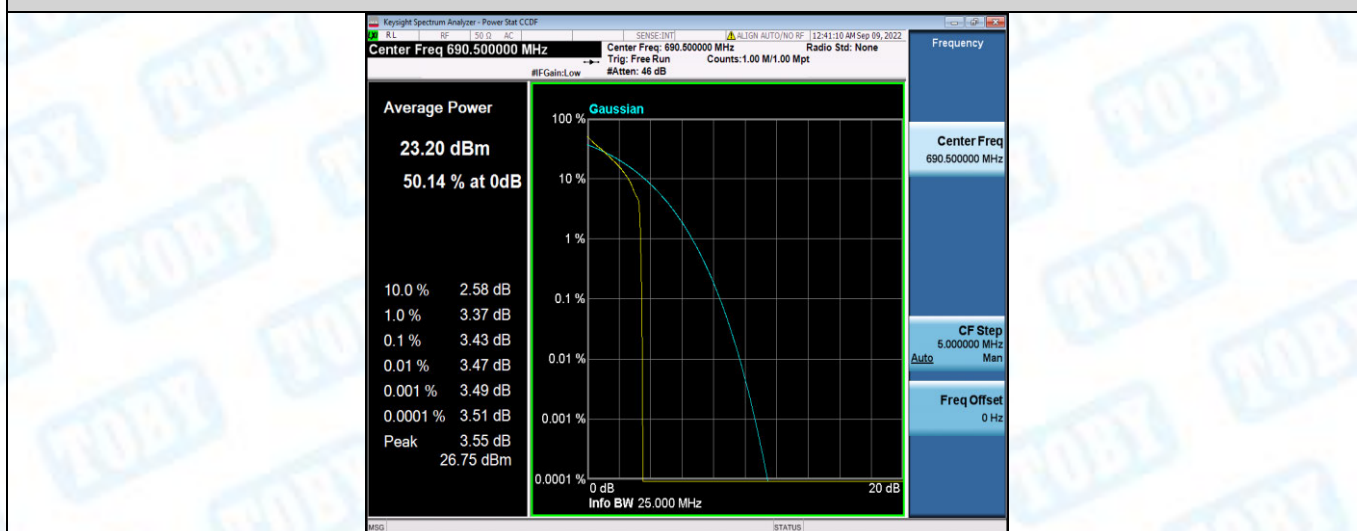 Keysight Spectrum Analyzer - Power Stat CCDF
RL RF 50 Ω AC SENSE:INT ALIGN AUTO/NO RF 12:41:10 AM Sep 09, 2022
Center Freq 690.500000 MHz
Center Freq: 690.500000 MHz Radio Std: None
Trig: Free Run Counts:1.00 M/1.00 Mpt
#IFGain:Low #Atten: 46 dB
Frequency
Average Power
23.20 dBm
50.14 % at 0dB
10.0 % 2.58 dB
1.0 % 3.37 dB
0.1 % 3.43 dB
0.01 % 3.47 dB
0.001 % 3.49 dB
0.0001 % 3.51 dB
Peak 3.55 dB
26.75 dBm
Gaussian
100 %
10 %
1 %
0.1 %
0.01 %
0.001 %
0.0001 %
0 dB 20 dB
Info BW 25.000 MHz
Center Freq
690.500000 MHz
CF Step
5.000000 MHz
Auto Man
Freq Offset
0 Hz
MSG STATUS
TOBY
TOBY
TOBY
TOBY
TOBY
TOBY